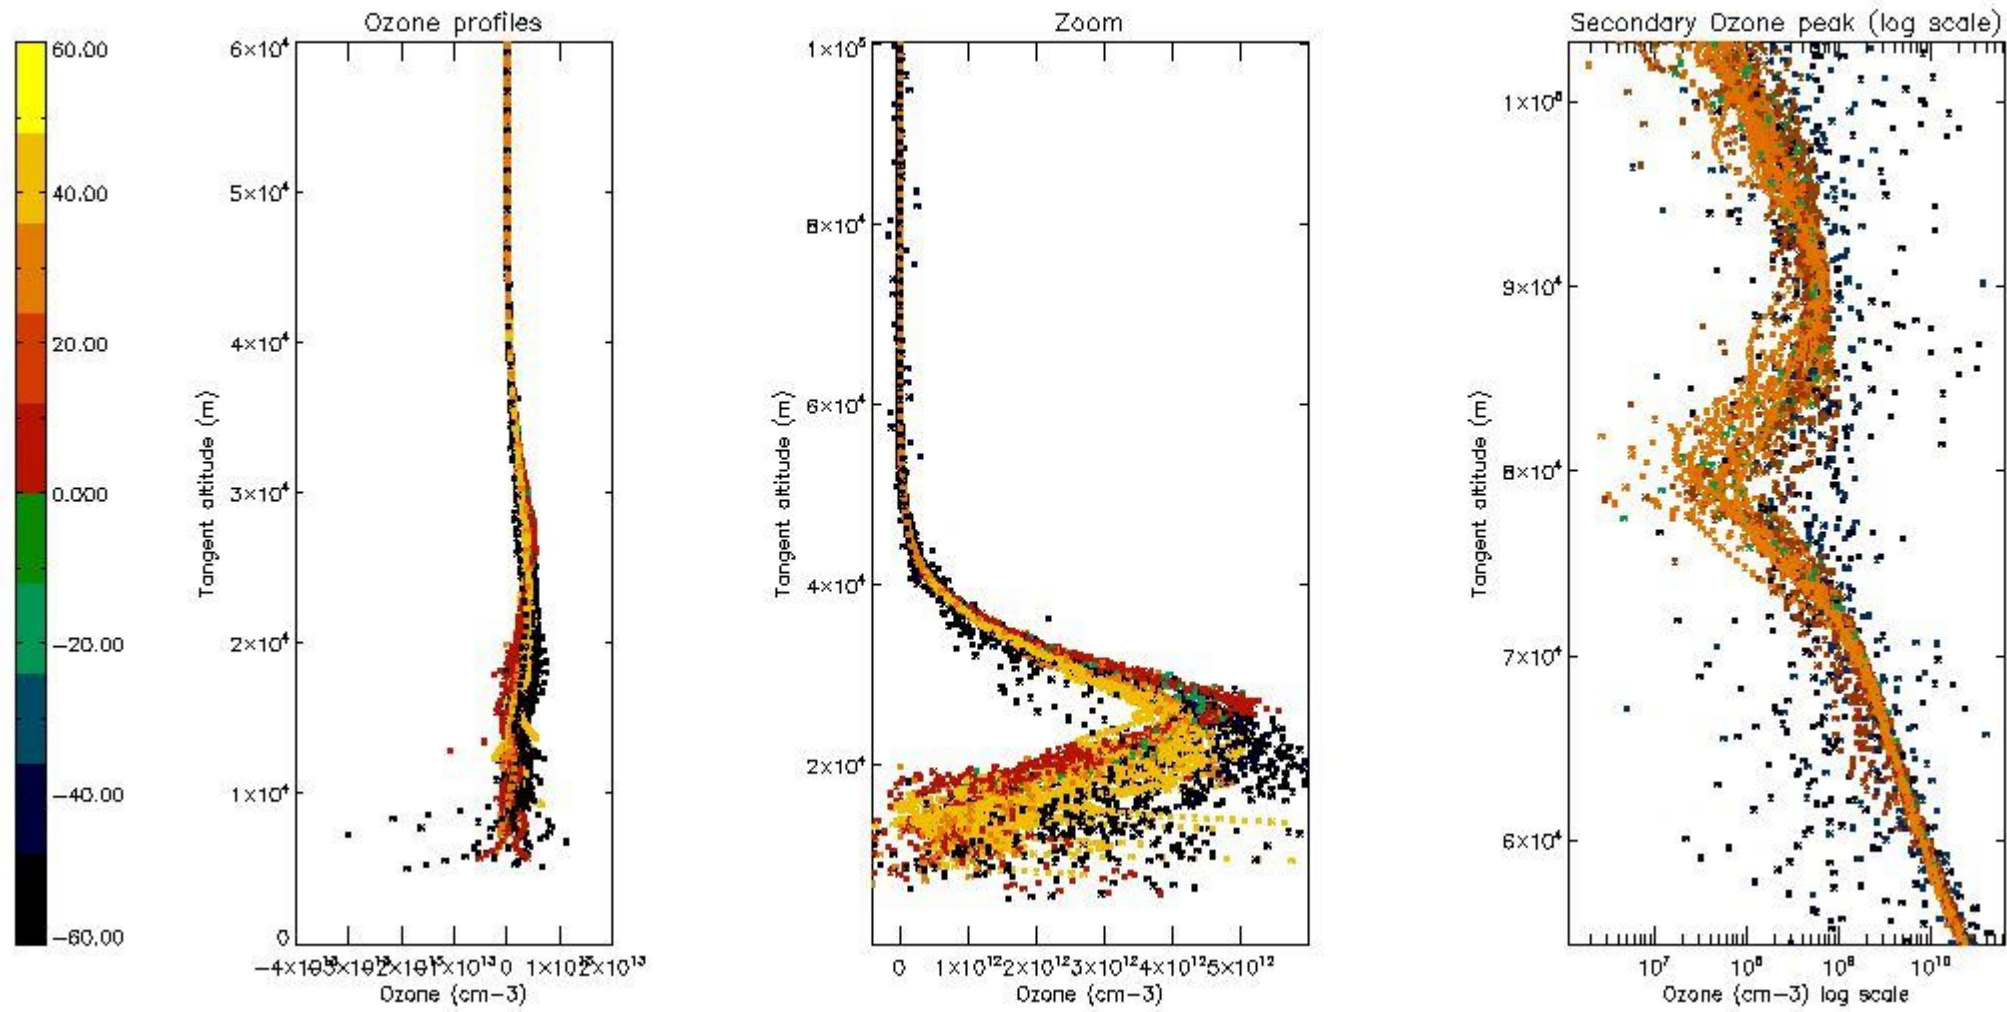 Ozone profiles
Zoom
Secondary Ozone peak (log scale)
60.00
40.00
20.00
-20.00
-40.00
-60.00
6×10⁴
5×10⁴
4×10⁴
3×10⁴
2×10⁴
1×10⁴
0
Tangent altitude (m)
0
Ozone (cm-3)
1×10⁵
8×10⁴
6×10⁴
4×10⁴
2×10⁴
Tangent altitude (m)
0 1×10¹² 2×10¹² 3×10¹² 4×10¹² 5×10¹²
Ozone (cm-3)
9×10⁴
8×10⁴
7×10⁴
6×10⁴
Tangent altitude (m)
10⁷ 10⁸ 10⁹ 10¹⁰
Ozone (cm-3) log scale